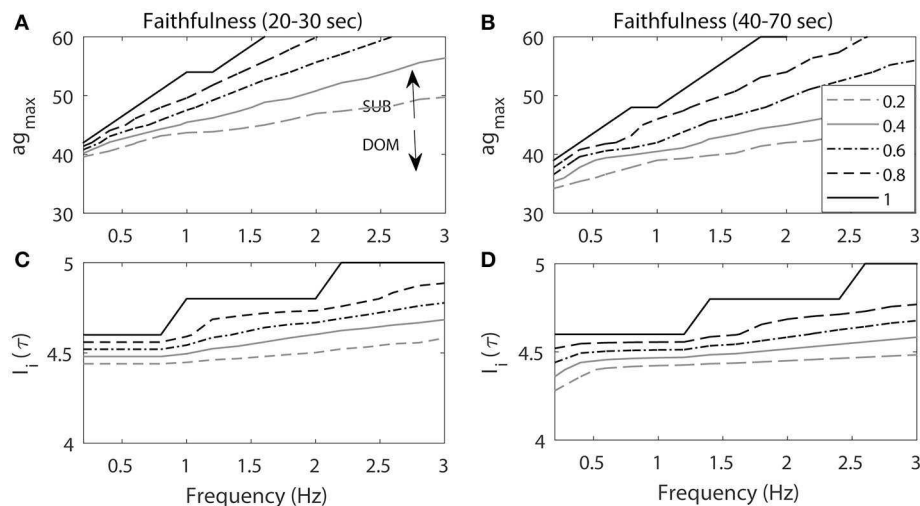 A Faithfulness (20-30 sec)
60
50
40
30
ag max
SUB
DOM
0.5 1 1.5 2 2.5 3
B Faithfulness (40-70 sec)
60
50
40
30
ag max
0.2
0.4
0.6
0.8
1
0.5 1 1.5 2 2.5 3
C
5
4.5
4
I i (τ)
0.5 1 1.5 2 2.5 3
Frequency (Hz)
D
5
4.5
4
I i (τ)
0.5 1 1.5 2 2.5 3
Frequency (Hz)